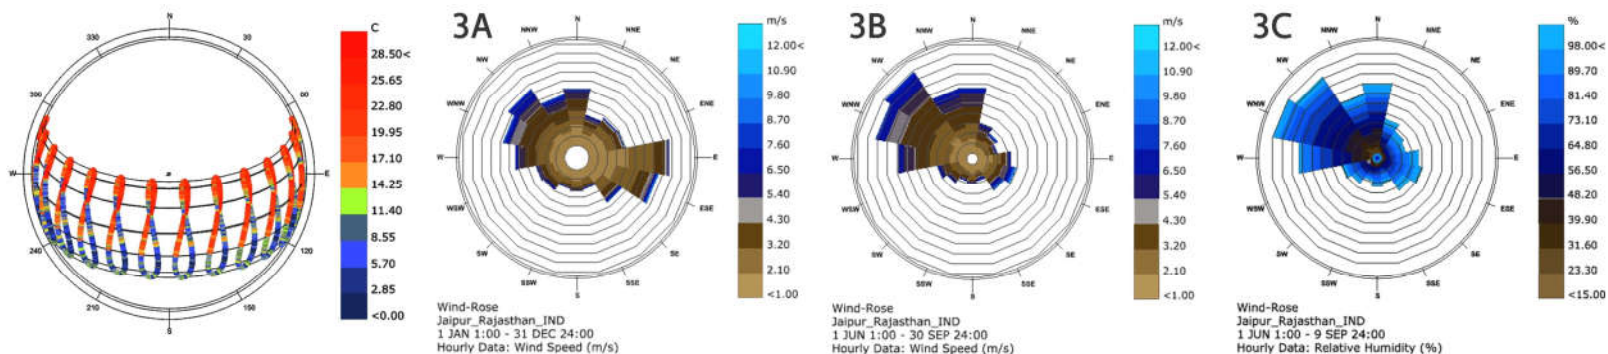 N
330
30
300
60
W
E
240
120
210
150
S
C
28.50<
25.65
22.80
19.95
17.10
14.25
11.40
8.55
5.70
2.85
<0.00
3A
N
NNW
NNE
NW
NE
WNW
ENE
W
E
WSW
ESE
SW
SE
SSW
SSE
S
m/s
12.00<
10.90
9.80
8.70
7.60
6.50
5.40
4.30
3.20
2.10
<1.00
Wind-Rose
Jaipur_Rajasthan_IND
1 JAN 1:00 - 31 DEC 24:00
Hourly Data: Wind Speed (m/s)
3B
N
NNW
NNE
NW
NE
WNW
ENE
W
E
WSW
ESE
SW
SE
SSW
SSE
S
m/s
12.00<
10.90
9.80
8.70
7.60
6.50
5.40
4.30
3.20
2.10
<1.00
Wind-Rose
Jaipur_Rajasthan_IND
1 JUN 1:00 - 30 SEP 24:00
Hourly Data: Wind Speed (m/s)
3C
N
NNW
NNE
NW
NE
WNW
ENE
W
E
WSW
ESE
SW
SE
SSW
SSE
S
%
98.00<
89.70
81.40
73.10
64.80
56.50
48.20
39.90
31.60
23.30
<15.00
Wind-Rose
Jaipur_Rajasthan_IND
1 JUN 1:00 - 9 SEP 24:00
Hourly Data: Relative Humidity (%)